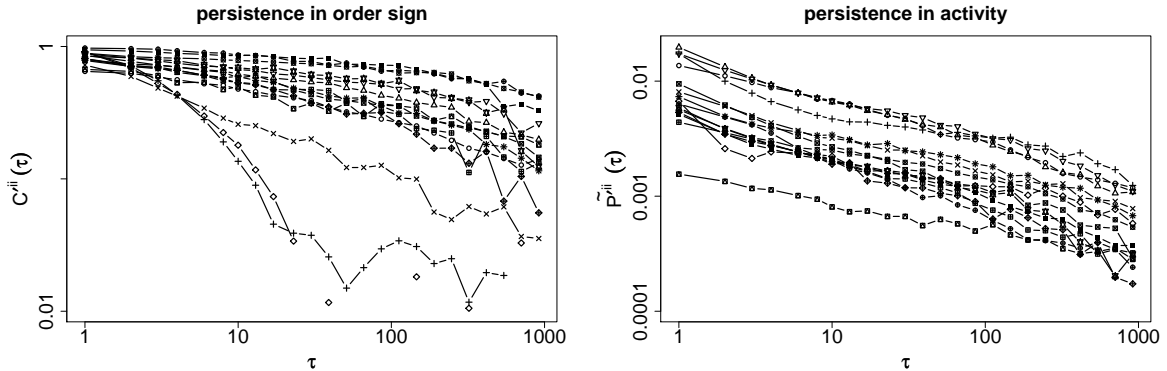 persistence in order sign
1
0.01
C′ii (τ)
1
10
100
1000
τ
persistence in activity
0.01
0.001
0.0001
P̃′ii (τ)
1
10
100
1000
τ